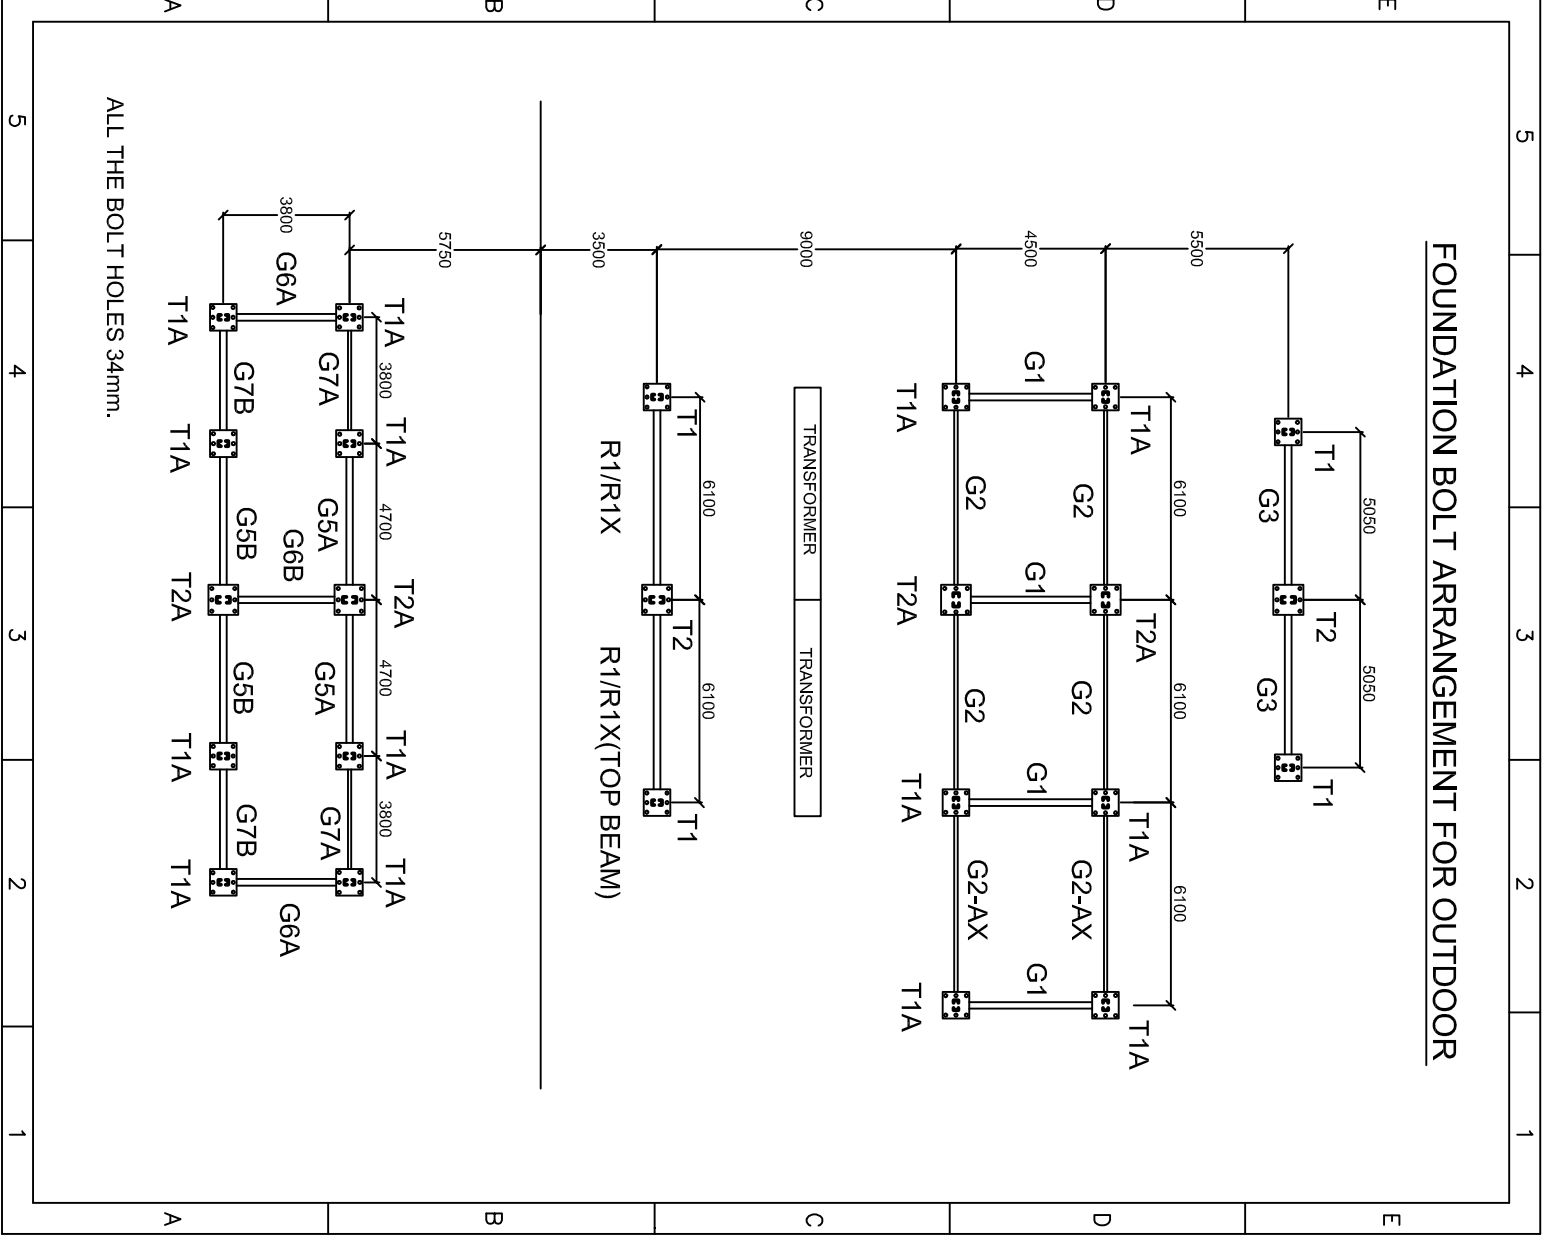 FOUNDATION BOLT ARRANGEMENT FOR OUTDOOR
5
4
3
2
1
E
E
5050
5050
T1
T2
T1
G3
G3
5500
D
D
6100
6100
6100
T1A
T2A
T1A
T1A
G2
G2
G2-AX
4500
G1
G1
G1
G1
G2
G2
G2-AX
T1A
T2A
T1A
T1A
9000
C
C
TRANSFORMER
TRANSFORMER
6100
6100
T1
T2
T1
R1/R1X
R1/R1X(TOP BEAM)
3500
B
B
5750
T1A
T1A
T2A
T1A
T1A
3800
4700
4700
3800
G7A
G5A
G5A
G7A
3800
G6A
G6B
G6A
G7B
G5B
G5B
G7B
T1A
T1A
T2A
T1A
T1A
A
A
ALL THE BOLT HOLES 34mm.
5
4
3
2
1